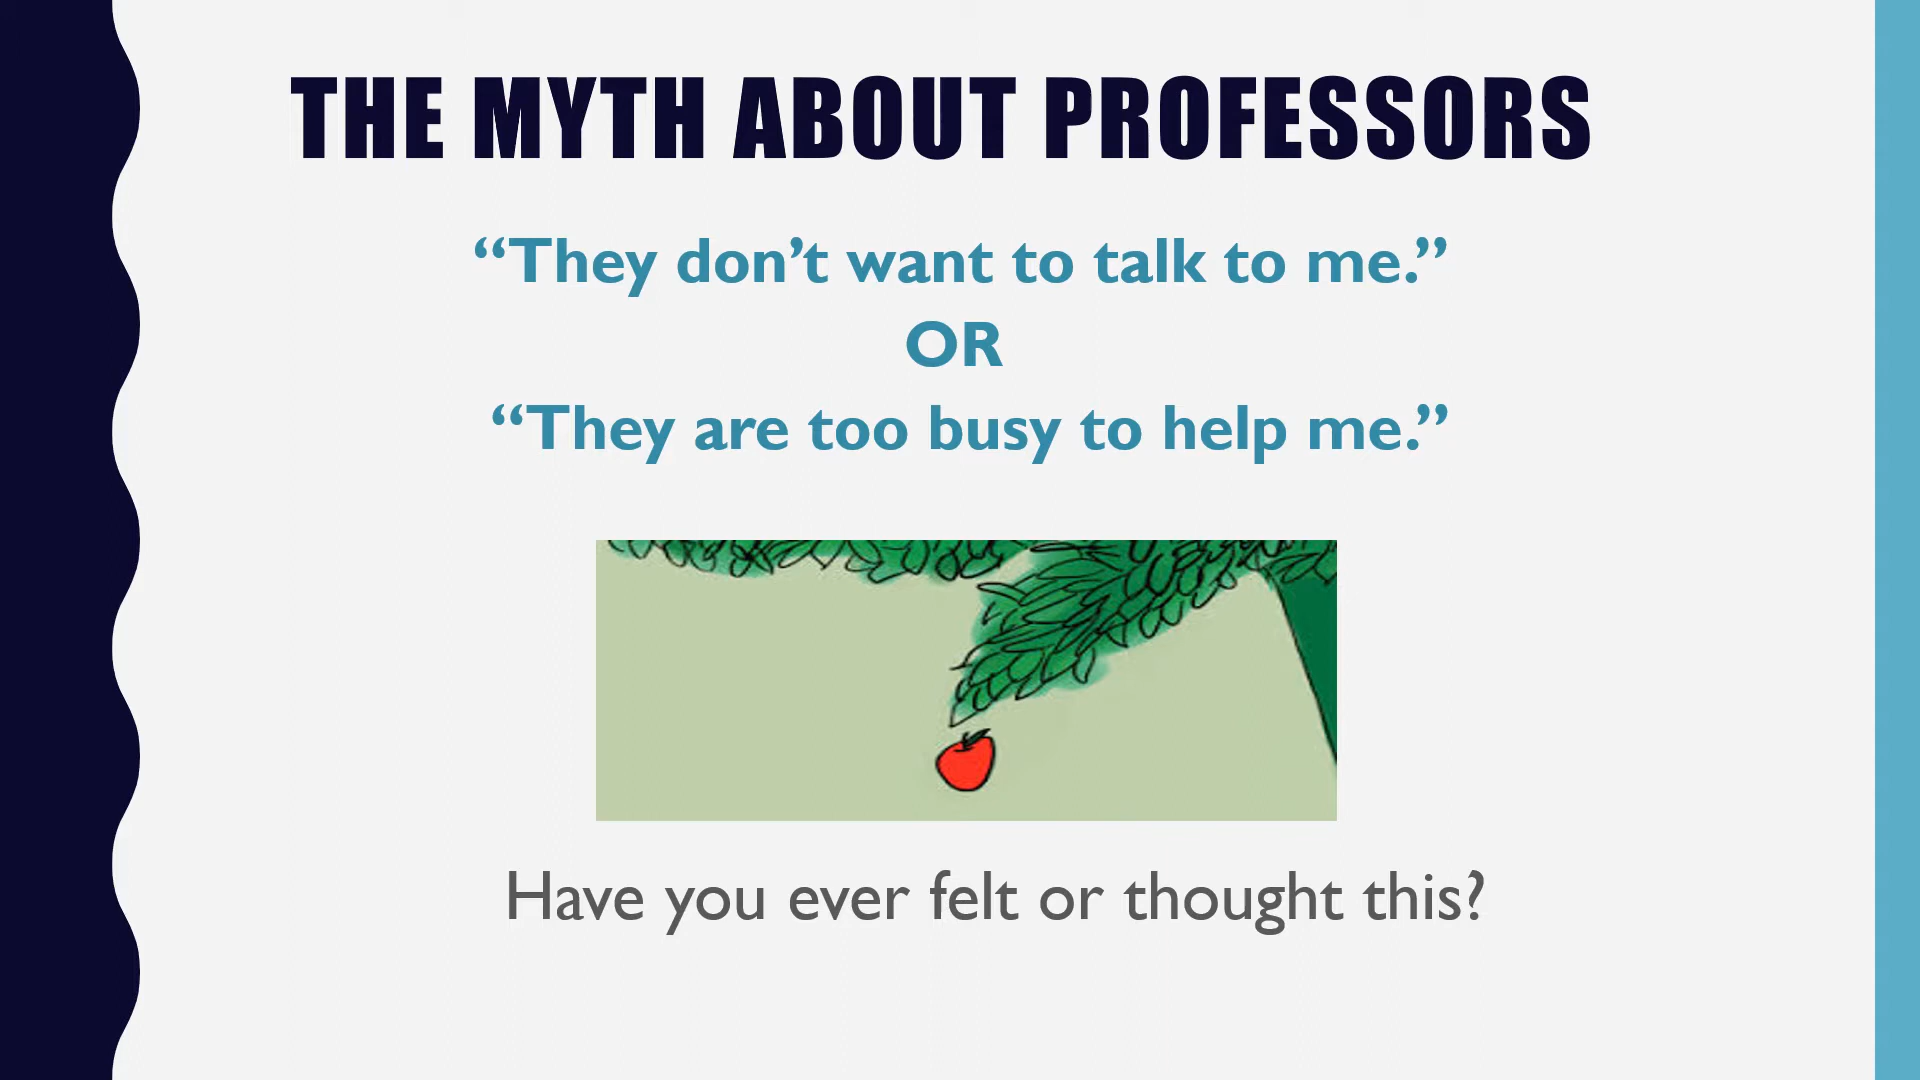 THE MYTH ABOUT PROFESSORS
“They don’t want to talk to me.”
OR
“They are too busy to help me.”
Have you ever felt or thought this?